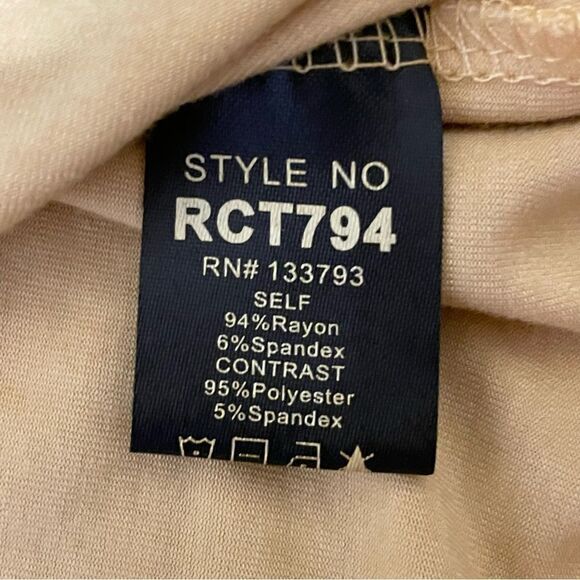 STYLE NO
RCT794
RN# 133793
SELF
94%Rayon
6%Spandex
CONTRAST
95%Polyester
5%Spandex